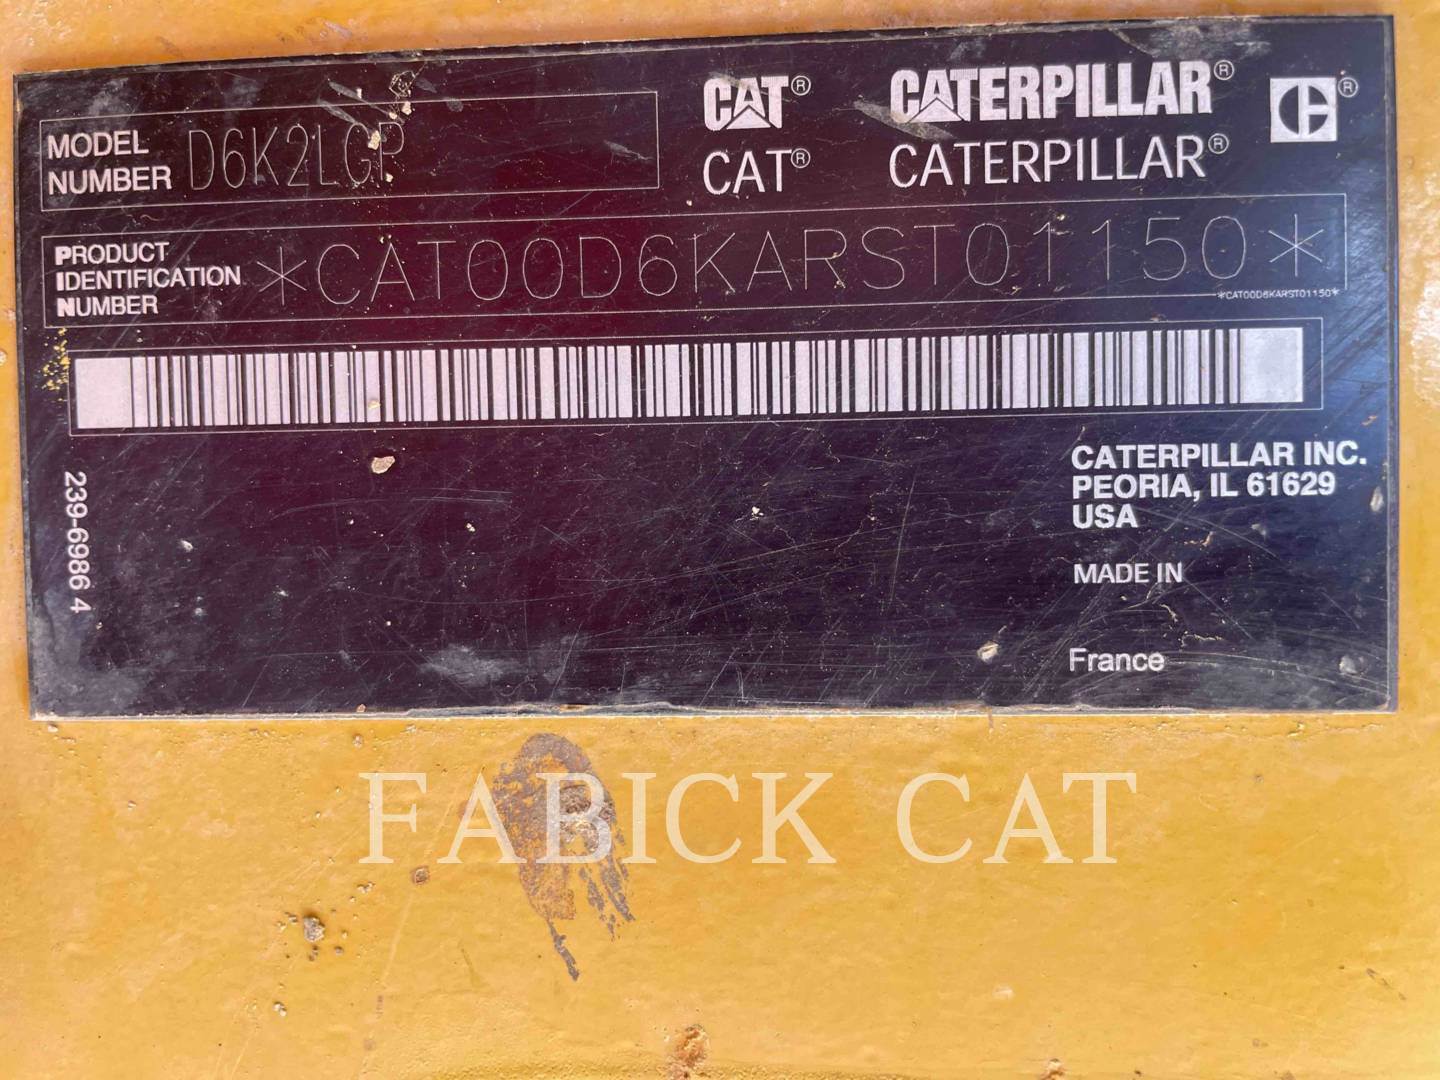 MODEL
NUMBER D6K2LGP
CAT® CATERPILLAR® C®
CAT® CATERPILLAR®
PRODUCT
IDENTIFICATION
NUMBER
*CAT00D6KARST01150*
*CAT00D6KARST01150*
239-6986 4
CATERPILLAR INC.
PEORIA, IL 61629
USA
MADE IN
France
FABICK CAT